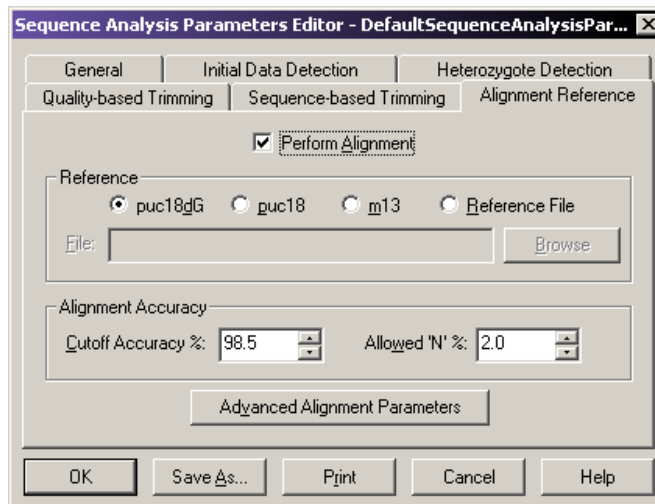 Sequence Analysis Parameters Editor - DefaultSequenceAnalysisPar...
General Initial Data Detection Heterozygote Detection
Quality-based Trimming Sequence-based Trimming Alignment Reference
Perform Alignment
Reference
puc18dG puc18 m13 Reference File
File: Browse
Alignment Accuracy
Cutoff Accuracy %: 98.5 Allowed 'N' %: 2.0
Advanced Alignment Parameters
OK Save As... Print Cancel Help